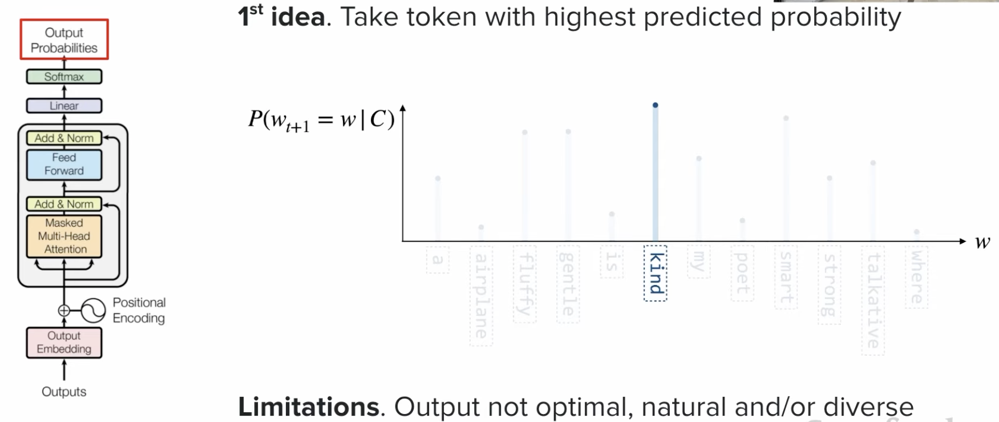 1st idea. Take token with highest predicted probability
Output
Probabilities
Softmax
Linear
Add & Norm
Feed
Forward
Add & Norm
Masked
Multi-Head
Attention
Positional
Encoding
Output
Embedding
Outputs
P(w_{t+1} = w | C)
w
a
airplane
fluffy
gentle
is
kind
my
poet
smart
strong
talkative
where
Limitations. Output not optimal, natural and/or diverse